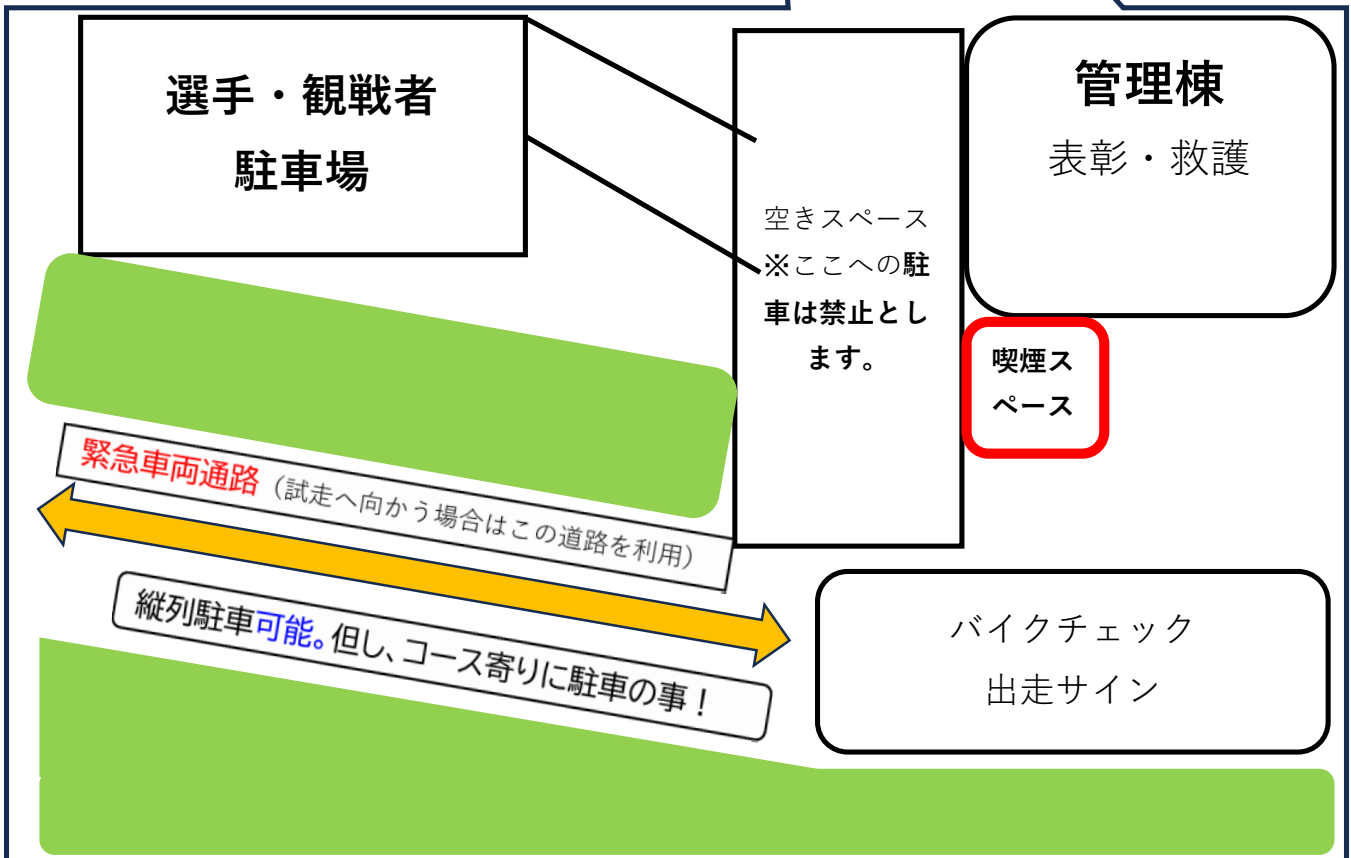 選手・観戦者
駐車場
管理棟
表彰・救護
空きスペース
※ここへの駐
車は禁止とし
ます。
喫煙ス
ペース
緊急車両通路（試走へ向かう場合はこの道路を利用）
縦列駐車可能。但し、コース寄りに駐車の事！
バイクチェック
出走サイン